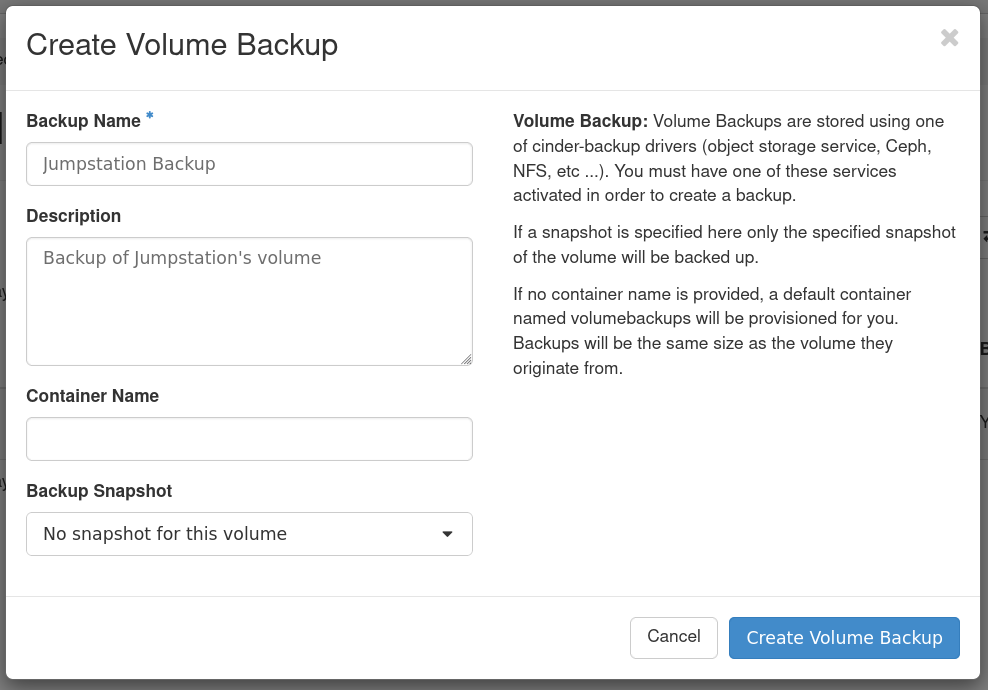 Create Volume Backup
Backup Name *
Jumpstation Backup
Description
Backup of Jumpstation's volume
Container Name
Backup Snapshot
No snapshot for this volume
Volume Backup: Volume Backups are stored using one
of cinder-backup drivers (object storage service, Ceph,
NFS, etc ...). You must have one of these services
activated in order to create a backup.
If a snapshot is specified here only the specified snapshot
of the volume will be backed up.
If no container name is provided, a default container
named volumebackups will be provisioned for you.
Backups will be the same size as the volume they
originate from.
Cancel
Create Volume Backup